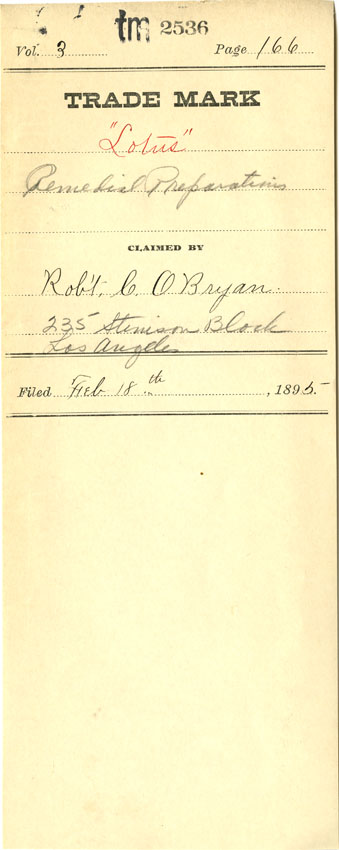 tm 2536
Vol. 3 Page 166
TRADE MARK
"Lotus"
Remedial Preparations
CLAIMED BY
Rob't. C. O'Bryan.
235 Stimson Block
Los Angeles
Filed Feb 18th, 1895.